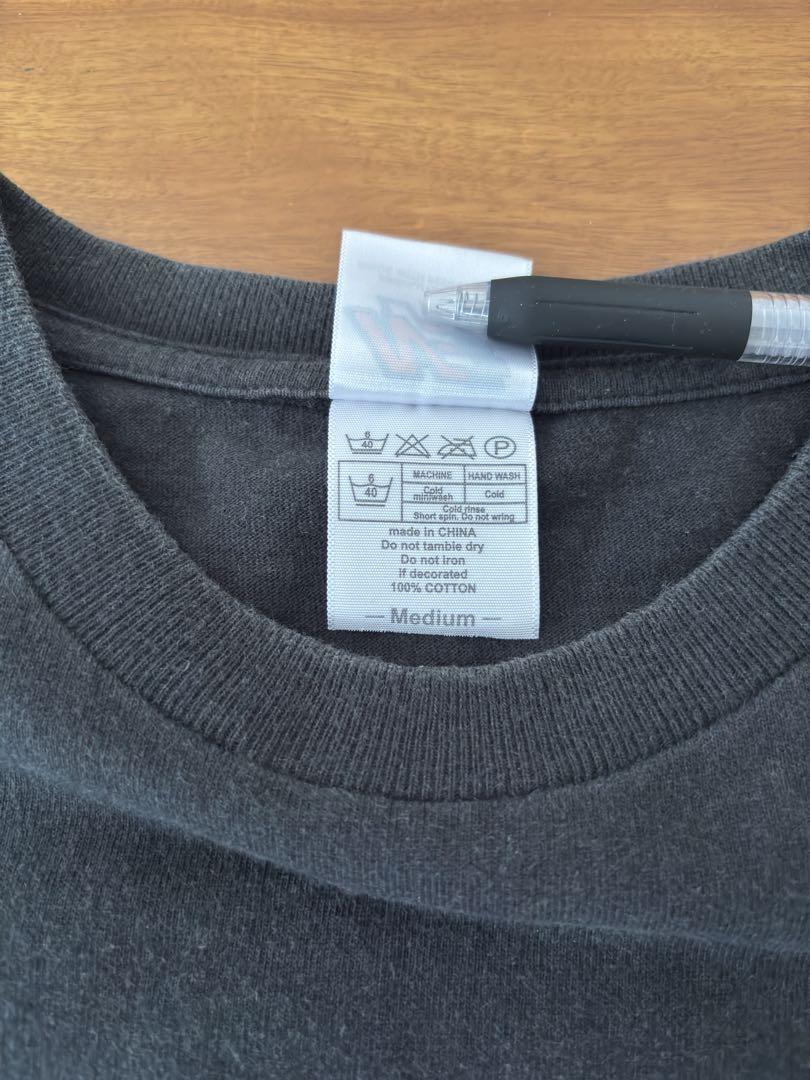 6
40
P
6
40
MACHINE HAND WASH
Cold miniwash Cold
Cold rinse
Short spin. Do not wring
made in CHINA
Do not tamble dry
Do not iron
If decorated
100% COTTON
— Medium —